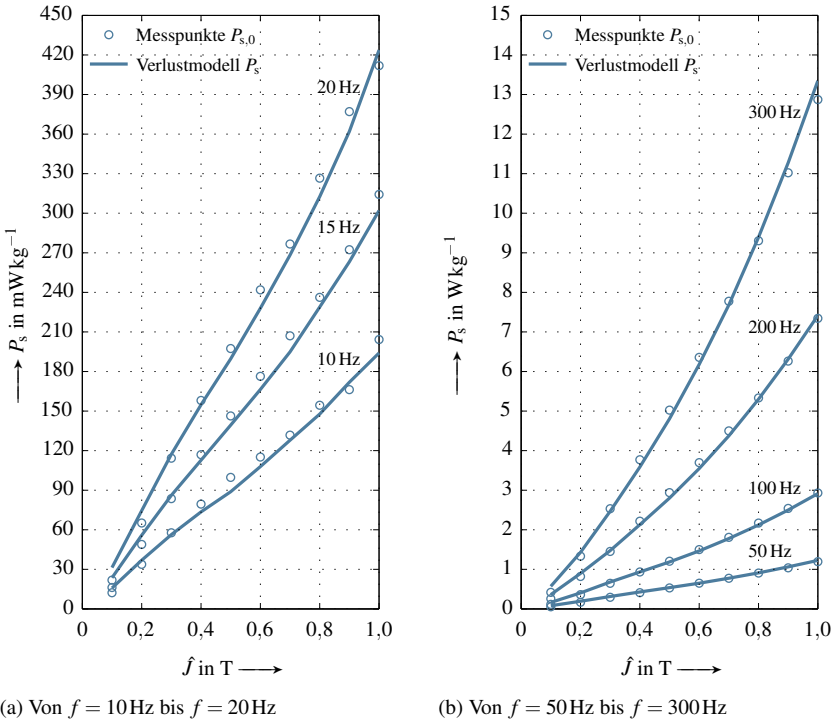 450
420
390
360
330
300
270
240
210
180
150
120
90
60
30
0
⟶ P_s in mW kg⁻¹
Messpunkte P_s,0
Verlustmodell P_s
20 Hz
15 Hz
10 Hz
0 0,2 0,4 0,6 0,8 1,0
Ĵ in T ⟶
(a) Von f = 10 Hz bis f = 20 Hz
15
14
13
12
11
10
9
8
7
6
5
4
3
2
1
0
⟶ P_s in W kg⁻¹
Messpunkte P_s,0
Verlustmodell P_s
300 Hz
200 Hz
100 Hz
50 Hz
0 0,2 0,4 0,6 0,8 1,0
Ĵ in T ⟶
(b) Von f = 50 Hz bis f = 300 Hz